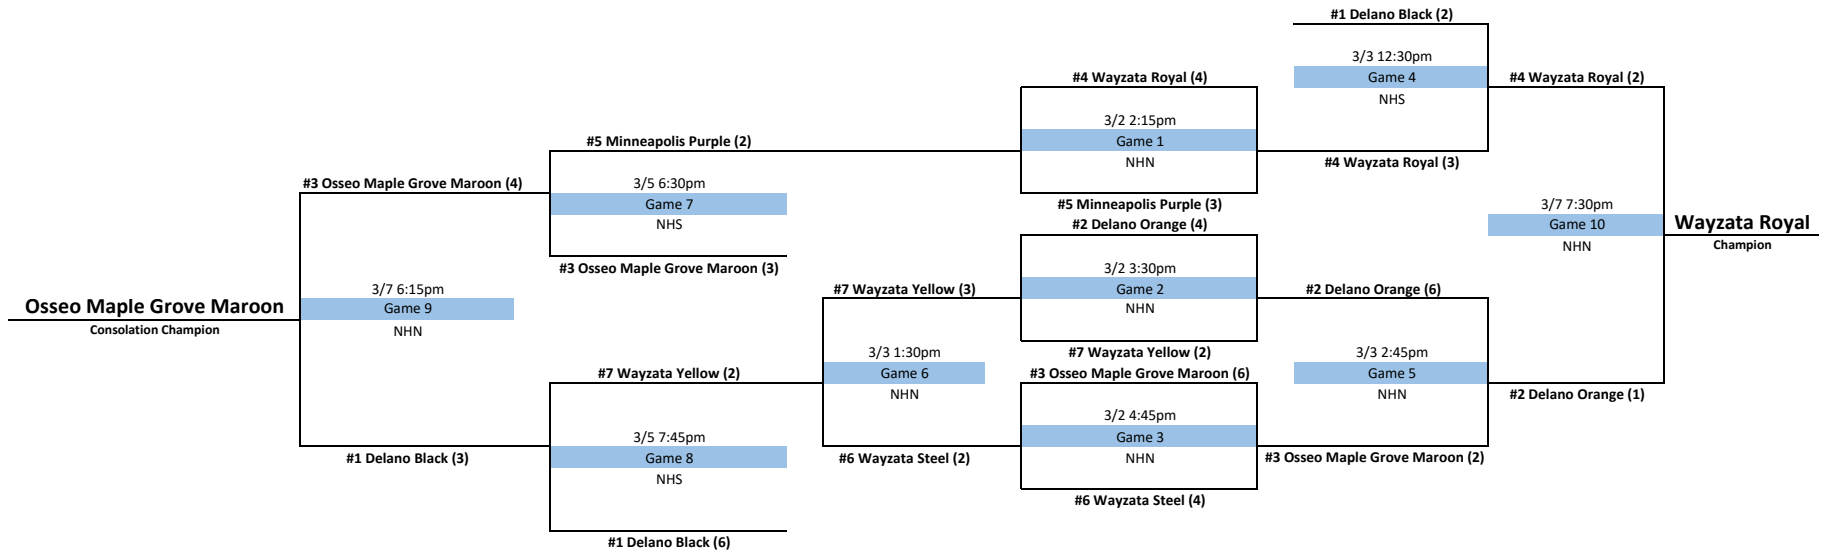 #1 Delano Black (2)
3/3 12:30pm
#4 Wayzata Royal (4)
Game 4
#4 Wayzata Royal (2)
NHS
3/2 2:15pm
#5 Minneapolis Purple (2)
Game 1
NHN
#4 Wayzata Royal (3)
#3 Osseo Maple Grove Maroon (4)
3/5 6:30pm
Game 7
#5 Minneapolis Purple (3)
3/7 7:30pm
NHS
#2 Delano Orange (4)
Game 10
Wayzata Royal
NHN
Champion
#3 Osseo Maple Grove Maroon (3)
3/2 3:30pm
3/7 6:15pm
#7 Wayzata Yellow (3)
Game 2
#2 Delano Orange (6)
Osseo Maple Grove Maroon
Game 9
NHN
Consolation Champion
NHN
3/3 1:30pm
#7 Wayzata Yellow (2)
3/3 2:45pm
#7 Wayzata Yellow (2)
Game 6
#3 Osseo Maple Grove Maroon (6)
Game 5
NHN
NHN
#2 Delano Orange (1)
3/2 4:45pm
3/5 7:45pm
Game 3
#1 Delano Black (3)
Game 8
#6 Wayzata Steel (2)
NHN
#3 Osseo Maple Grove Maroon (2)
NHS
#6 Wayzata Steel (4)
#1 Delano Black (6)